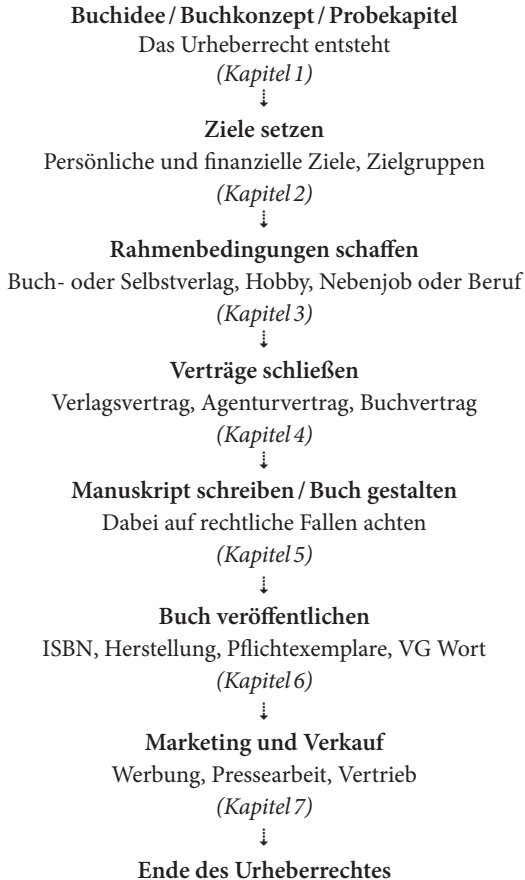 Buchidee / Buchkonzept / Probekapitel
Das Urheberrecht entsteht
(Kapitel 1)
⇣
Ziele setzen
Persönliche und finanzielle Ziele, Zielgruppen
(Kapitel 2)
⇣
Rahmenbedingungen schaffen
Buch- oder Selbstverlag, Hobby, Nebenjob oder Beruf
(Kapitel 3)
⇣
Verträge schließen
Verlagsvertrag, Agenturvertrag, Buchvertrag
(Kapitel 4)
⇣
Manuskript schreiben / Buch gestalten
Dabei auf rechtliche Fallen achten
(Kapitel 5)
⇣
Buch veröffentlichen
ISBN, Herstellung, Pflichtexemplare, VG Wort
(Kapitel 6)
⇣
Marketing und Verkauf
Werbung, Pressearbeit, Vertrieb
(Kapitel 7)
⇣
Ende des Urheberrechtes